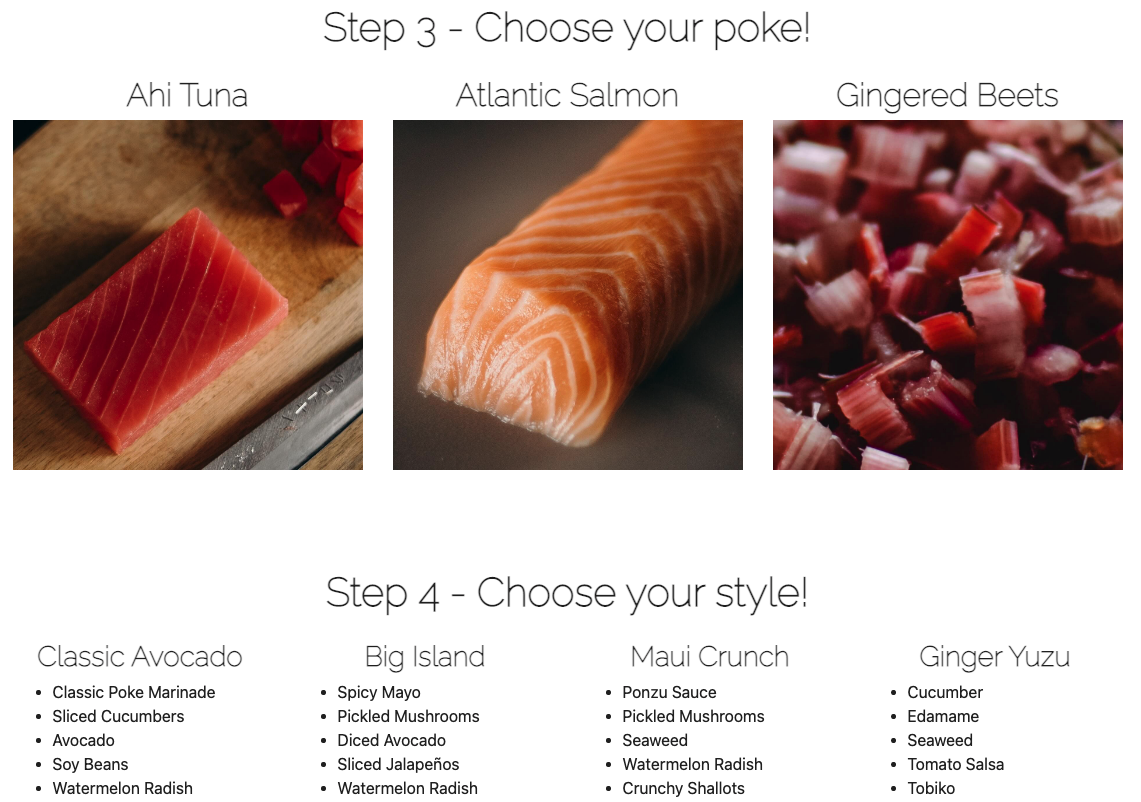 Step 3 - Choose your poke!
Ahi Tuna
Atlantic Salmon
Gingered Beets
Step 4 - Choose your style!
Classic Avocado
• Classic Poke Marinade
• Sliced Cucumbers
• Avocado
• Soy Beans
• Watermelon Radish
Big Island
• Spicy Mayo
• Pickled Mushrooms
• Diced Avocado
• Sliced Jalapeños
• Watermelon Radish
Maui Crunch
• Ponzu Sauce
• Pickled Mushrooms
• Seaweed
• Watermelon Radish
• Crunchy Shallots
Ginger Yuzu
• Cucumber
• Edamame
• Seaweed
• Tomato Salsa
• Tobiko